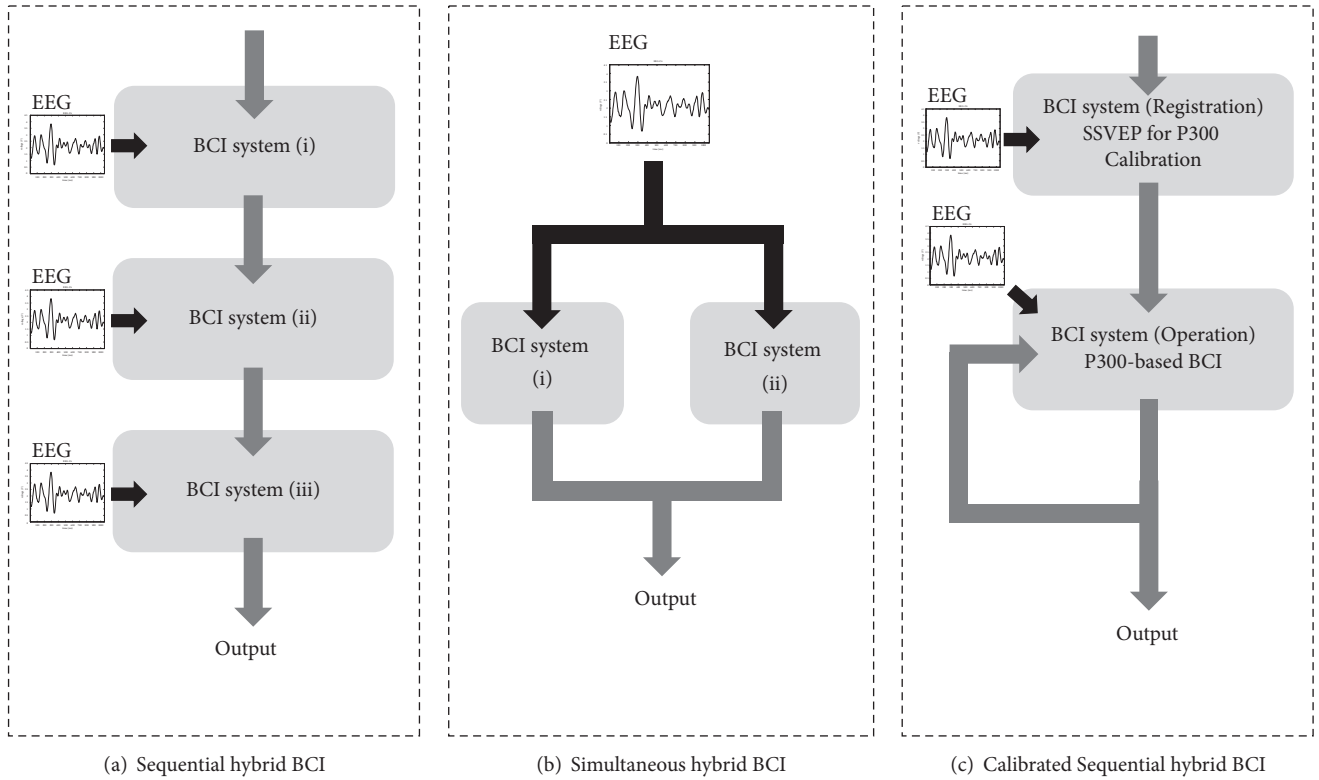 EEG
BCI system (i)
EEG
BCI system (ii)
EEG
BCI system (iii)
Output
(a) Sequential hybrid BCI
EEG
BCI system
(i)
BCI system
(ii)
Output
(b) Simultaneous hybrid BCI
EEG
BCI system (Registration)
SSVEP for P300
Calibration
EEG
BCI system (Operation)
P300-based BCI
Output
(c) Calibrated Sequential hybrid BCI